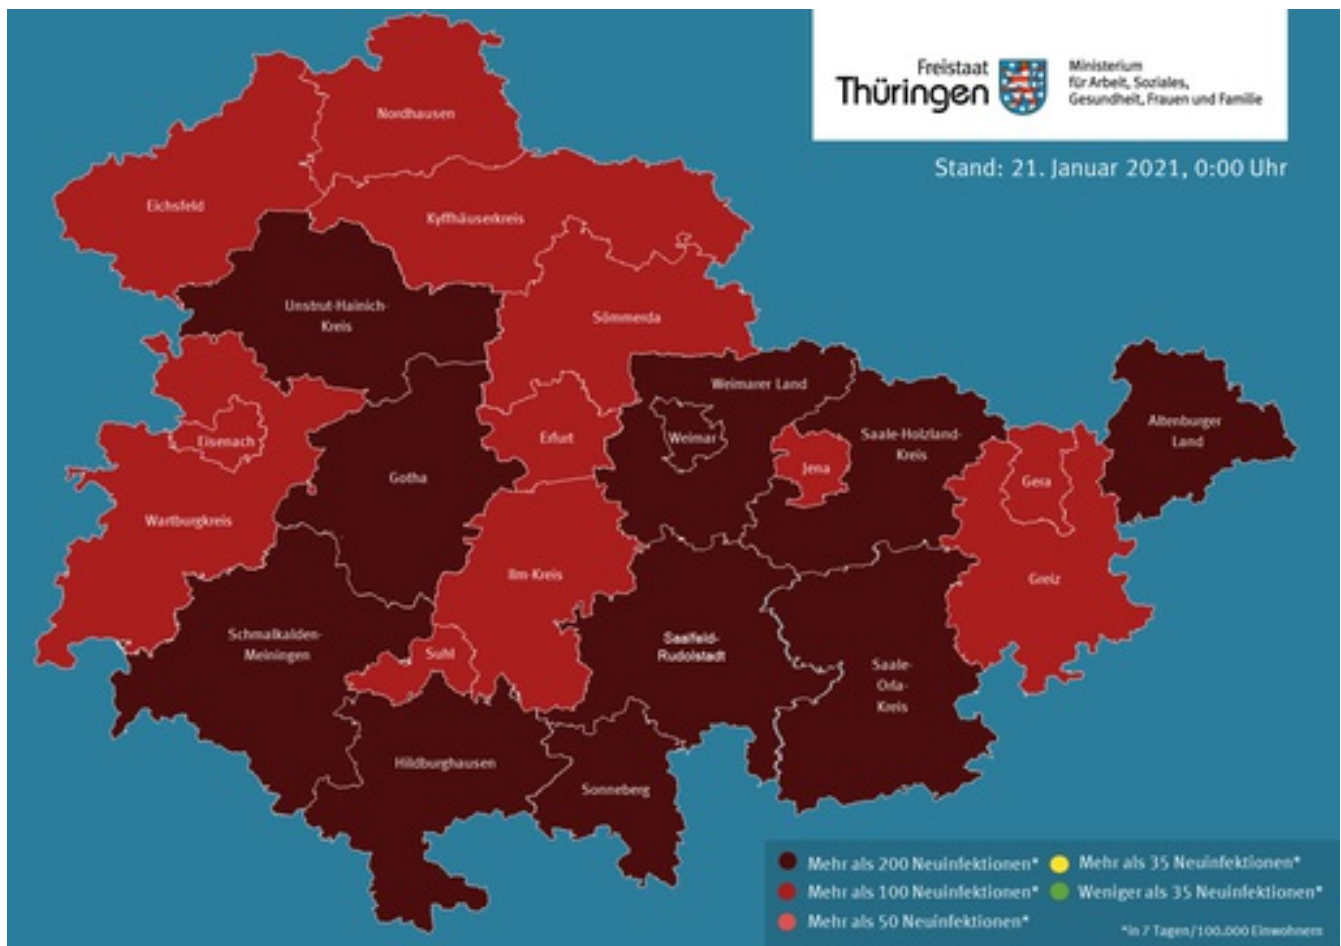 Freistaat
Thüringen
Ministerium
für Arbeit, Soziales,
Gesundheit, Frauen und Familie
Stand: 21. Januar 2021, 0:00 Uhr
Nordhausen
Eichsfeld
Kyffhäuserkreis
Unstrut-Hainich-
Kreis
Sömmerda
Weimarer Land
Altenburger
Land
Eisenach
Erfurt
Weimar
Saale-Holzland-
Kreis
Jena
Gotha
Gera
Wartburgkreis
Ilm-Kreis
Greiz
Schmalkalden-
Meiningen
Suhl
Saalfeld-
Rudolstadt
Saale-
Orla-
Kreis
Hildburghausen
Sonneberg
Mehr als 200 Neuinfektionen*
Mehr als 100 Neuinfektionen*
Mehr als 50 Neuinfektionen*
Mehr als 35 Neuinfektionen*
Weniger als 35 Neuinfektionen*
*in 7 Tagen/100.000 Einwohnern